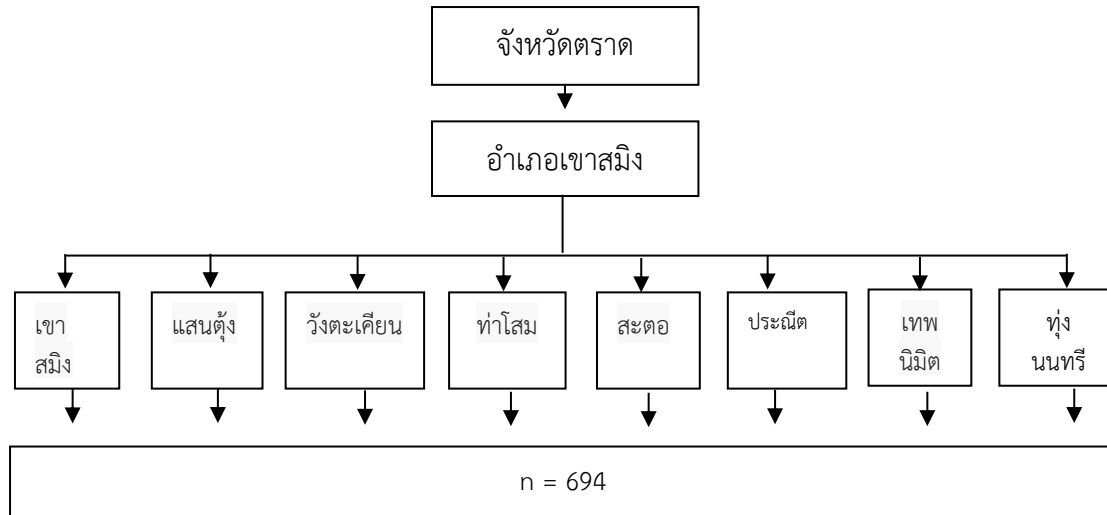 จังหวัดตราด
อำเภอเขาสมิง
เขา
สมิง
แสนตุ้ง
วังตะเคียน
ท่าโสม
สะตอ
ประณีต
เทพ
นิมิต
ทุ่ง
นนทรี
n = 694